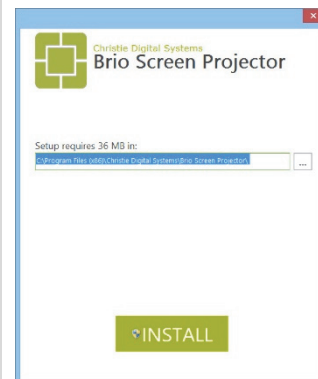 Christie Digital Systems
Brio Screen Projector
Setup requires 36 MB in:
C:\Program Files (x86)\Christie Digital Systems\Brio Screen Projector\
...
INSTALL